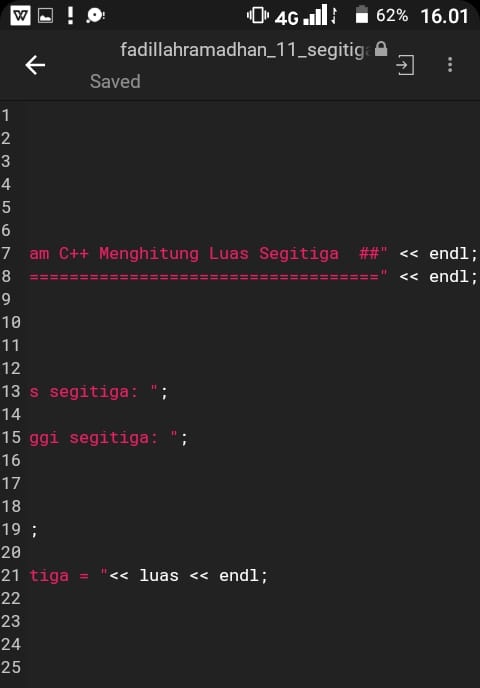 4G 62% 16.01
fadillahramadhan_11_segitig
Saved
1
2
3
4
5
6
7 am C++ Menghitung Luas Segitiga  ##" << endl;
8 ===================================" << endl;
9
10
11
12
13 s segitiga: ";
14
15 ggi segitiga: ";
16
17
18
19 ;
20
21 tiga = "<< luas << endl;
22
23
24
25